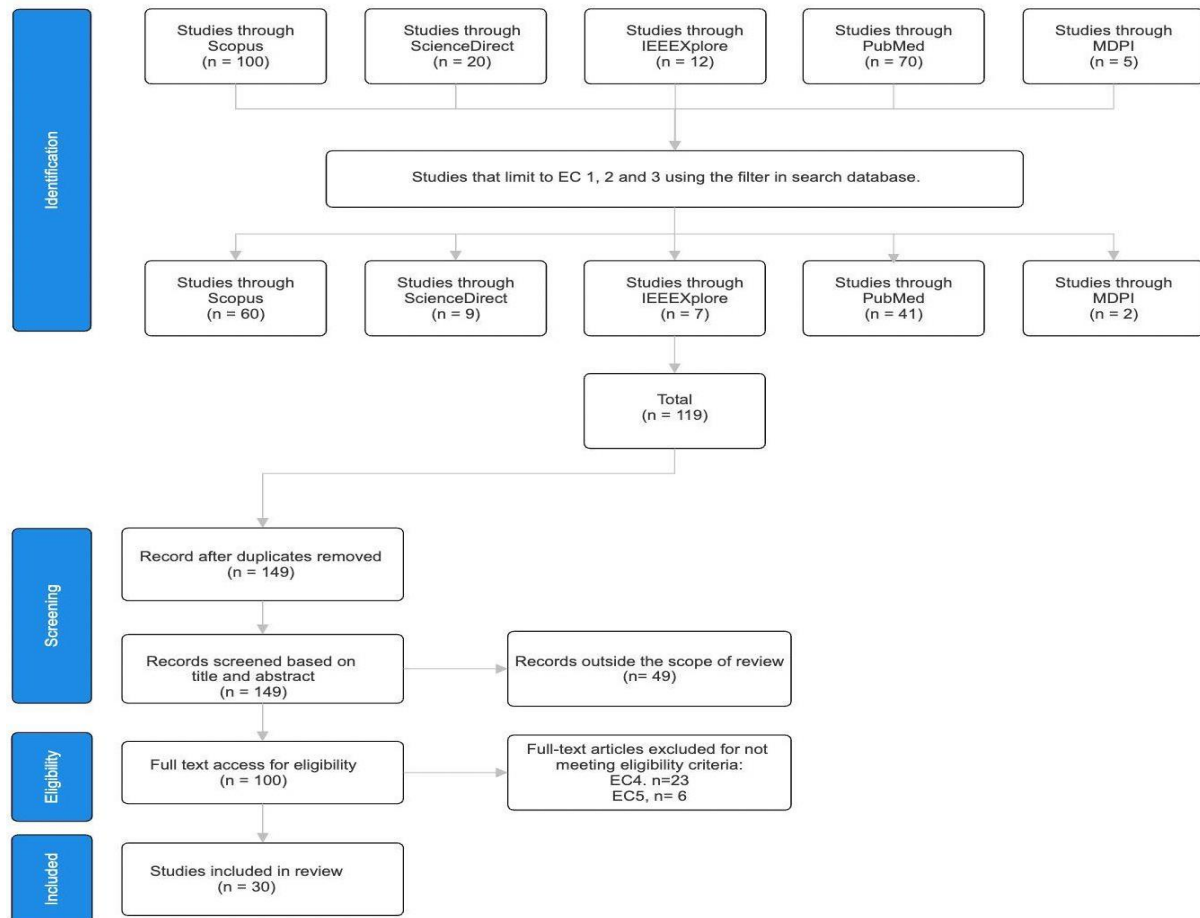 Identification
Studies through
Scopus
(n = 100)
Studies through
ScienceDirect
(n = 20)
Studies through
IEEEXplore
(n = 12)
Studies through
PubMed
(n = 70)
Studies through
MDPI
(n = 5)
Studies that limit to EC 1, 2 and 3 using the filter in search database.
Studies through
Scopus
(n = 60)
Studies through
ScienceDirect
(n = 9)
Studies through
IEEEXplore
(n = 7)
Studies through
PubMed
(n = 41)
Studies through
MDPI
(n = 2)
Total
(n = 119)
Screening
Record after duplicates removed
(n = 149)
Records screened based on
title and abstract
(n = 149)
Records outside the scope of review
(n= 49)
Eligibility
Full text access for eligibility
(n = 100)
Full-text articles excluded for not
meeting eligibility criteria:
EC4. n=23
EC5, n= 6
Included
Studies included in review
(n = 30)